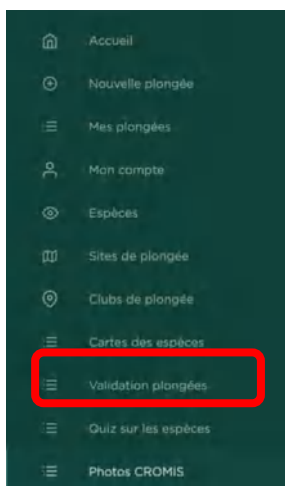 Accueil
Nouvelle plongée
Mes plongées
Mon compte
Espèces
Sites de plongée
Clubs de plongée
Cartes des espèces
Validation plongées
Quiz sur les espèces
Photos CROMIS